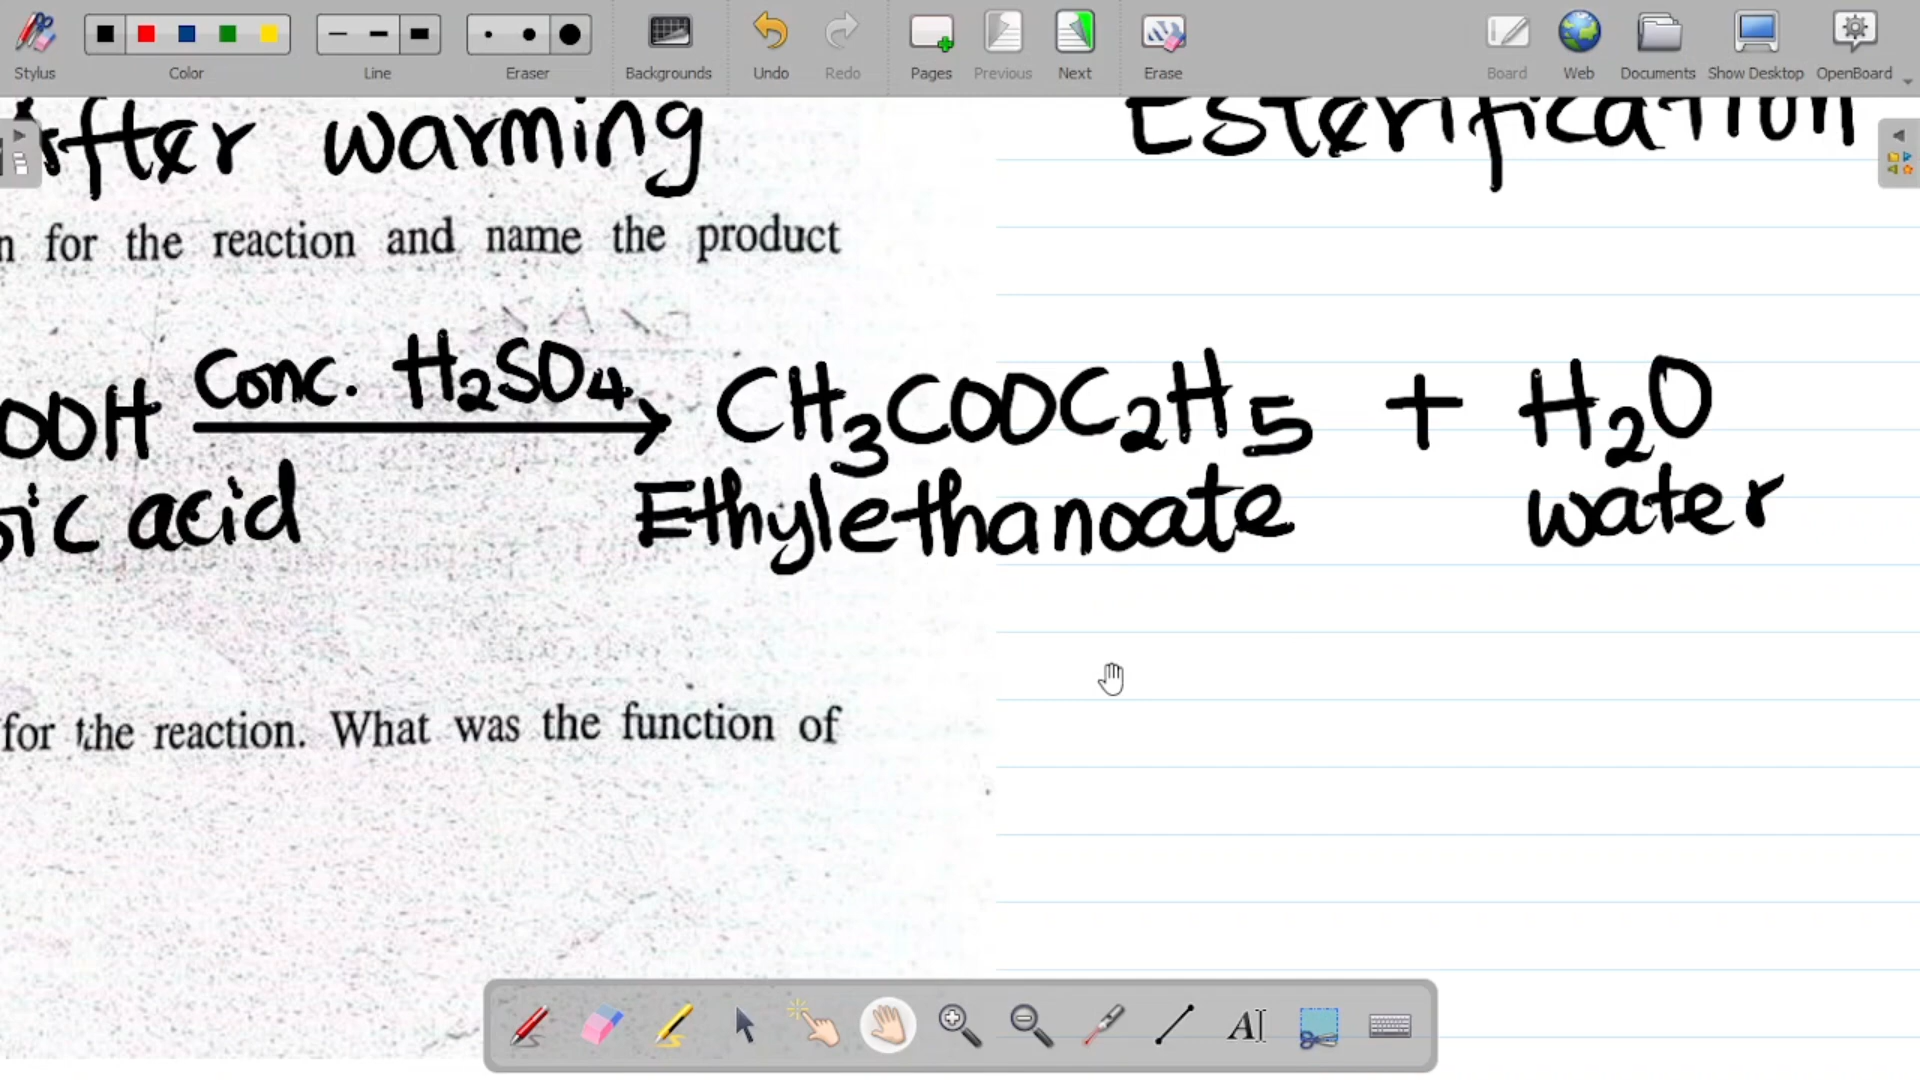 Stylus Color Line Eraser Backgrounds Undo Redo Pages Previous Next Erase Board Web Documents Show Desktop OpenBoard
After warming Esterification
n for the reaction and name the product
OOH Conc. H₂SO₄ → CH₃COOC₂H₅ + H₂O
oic acid Ethylethanoate water
for the reaction. What was the function of